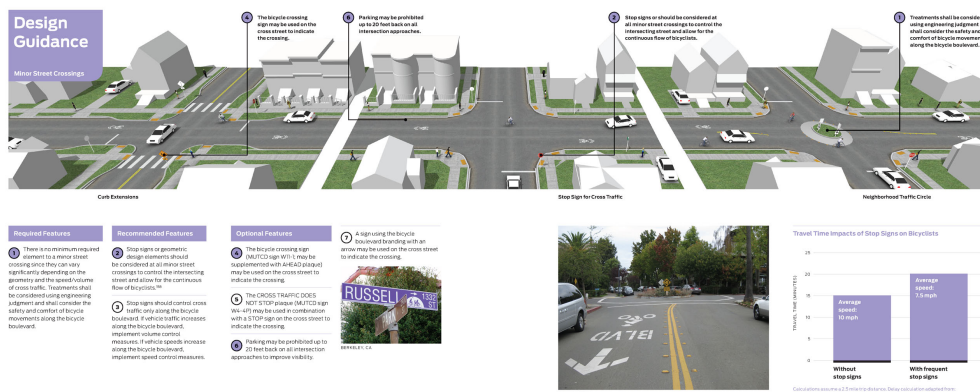 Design
Guidance
Minor Street Crossings
4
The bicycle crossing
sign may be used on the
cross street to indicate
the crossing.
6
Parking may be prohibited
up to 20 feet back on all
intersection approaches.
2
Stop signs or should be considered at
all minor street crossings to control the
intersecting street and allow for the
continuous flow of bicyclists.
1
Treatments shall be conside
using engineering judgment
shall consider the safety and
comfort of bicycle movemen
along the bicycle boulevard.
Curb Extensions
Stop Sign for Cross Traffic
Neighborhood Traffic Circle
Required Features
1 There is no minimum required
element to a minor street
crossing since they can vary
significantly depending on the
geometry and the speed/volume
of cross traffic. Treatments shall
be considered using engineering
judgment and shall consider the
safety and comfort of bicycle
movements along the bicycle
boulevard.
Recommended Features
2 Stop signs or geometric
design elements should
be considered at all minor street
crossings to control the intersecting
street and allow for the continuous
flow of bicyclists.
3 Stop signs should control cross
traffic only along the bicycle
boulevard. If vehicle traffic increases
along the bicycle boulevard,
implement volume control
measures. If vehicle speeds increase
along the bicycle boulevard,
implement speed control measures.
Optional Features
4 The bicycle crossing sign
(MUTCD sign W11-1; may be
supplemented with AHEAD plaque)
may be used on the cross street to
indicate the crossing.
5 The CROSS TRAFFIC DOES
NOT STOP plaque (MUTCD sign
W4-4P) may be used in combination
with a STOP sign on the cross street to
indicate the crossing.
6 Parking may be prohibited up to
20 feet back on all intersection
approaches to improve visibility.
7 A sign using the bicycle
boulevard branding with an
arrow may be used on the cross street
to indicate the crossing.
RUSSELL
1332
ST
BERKELEY, CA
BLVD
Travel Time Impacts of Stop Signs on Bicyclists
TRAVEL TIME (MINUTES)
25
20
15
10
5
0
Average
speed:
10 mph
Average
speed:
7.5 mph
Without
stop signs
With frequent
stop signs
Calculations assume a 2.5 mile trip distance. Delay calculation adapted from